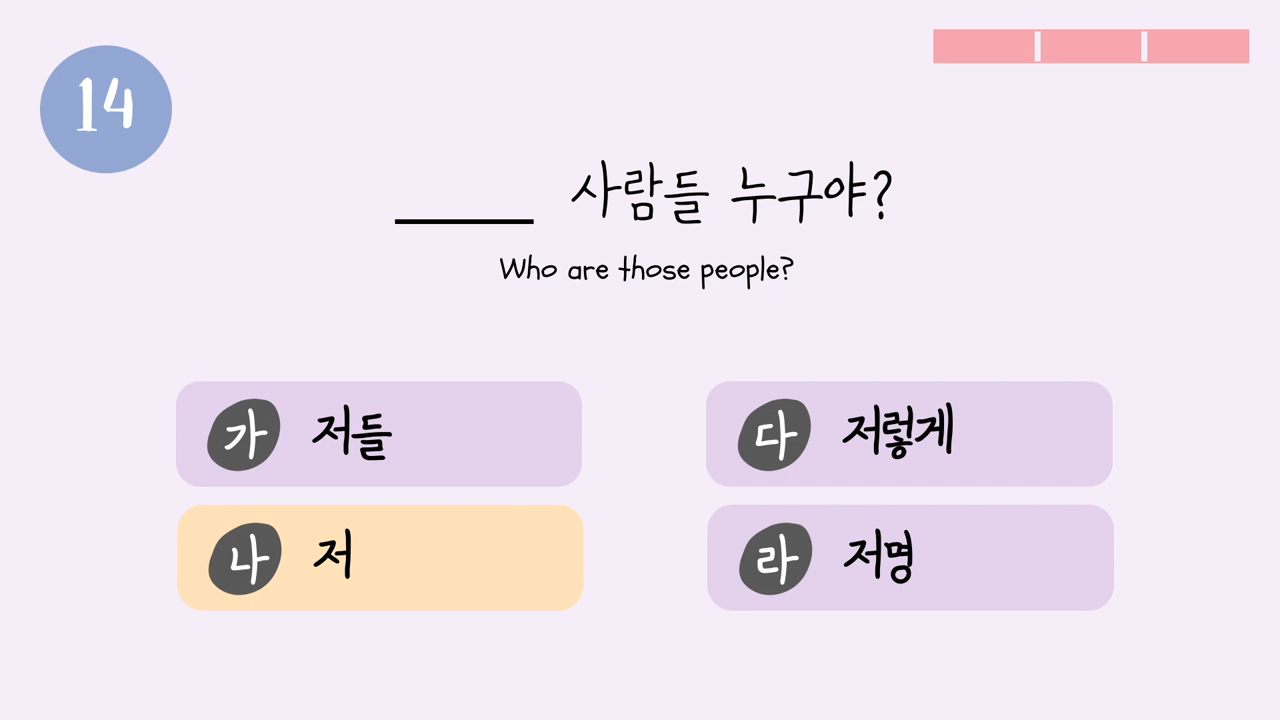 14
____ 사람들 누구야?
Who are those people?
가 저들
나 저
다 저렇게
라 저명